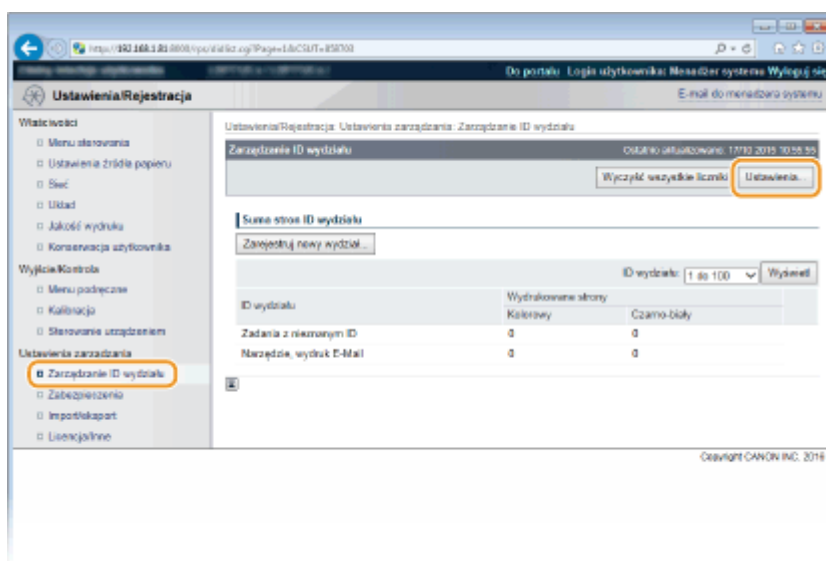 Do portalu Login użytkownika: Menedżer systemu Wyloguj się
Ustawienia/Rejestracja
E-mail do menedżera systemu
Właściwości
Menu sterowania
Ustawienia źródła papieru
Sieć
Układ
Jakość wydruku
Konserwacja użytkownika
Wyjście/Kontrola
Menu podręczne
Kalibracja
Sterowanie urządzeniem
Ustawienia zarządzania
Zarządzanie ID wydziału
Zabezpieczenia
Import/eksport
Licencja/Inne
Ustawienia/Rejestracja: Ustawienia zarządzania: Zarządzanie ID wydziału
Zarządzanie ID wydziału
Ostatnio aktualizowano: 17/10 2016 10:55:55
Wyczyść wszystkie liczniki
Ustawienia...
Suma stron ID wydziału
Zarejestruj nowy wydział...
ID wydziału: 1 do 100 Wyświetl
ID wydziału
Wydrukowane strony
Kolorowy Czarno-biały
Zadania z nieznanym ID 0 0
Narzędzie, wydruk E-Mail 0 0
Copyright CANON INC. 2016